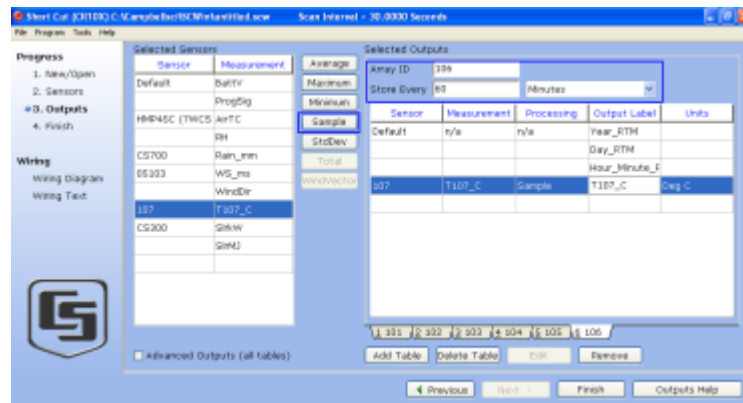 Short Cut (CR10X) C:\Campbellsci\SCWin\untitled.scw Scan Interval = 30.0000 Seconds
File Program Tools Help
Progress
1. New/Open
2. Sensors
3. Outputs
4. Finish
Wiring
Wiring Diagram
Wiring Text
Selected Sensors
Sensor Measurement
Default BattV
ProgSig
HMP45C (TWCS AirTC
RH
CS700 Rain_mm
05103 WS_ms
WindDir
107 T107_C
CS300 SlrkW
SlrMJ
Advanced Outputs (all tables)
Average
Maximum
Minimum
Sample
StdDev
Total
WindVector
Selected Outputs
Array ID 106
Store Every 60 Minutes
Sensor Measurement Processing Output Label Units
Default n/a n/a Year_RTM
Day_RTM
Hour_Minute_R
107 T107_C Sample T107_C Deg C
1 101 2 102 3 103 4 104 5 105 6 106
Add Table Delete Table Edit Remove
Previous Next Finish Outputs Help